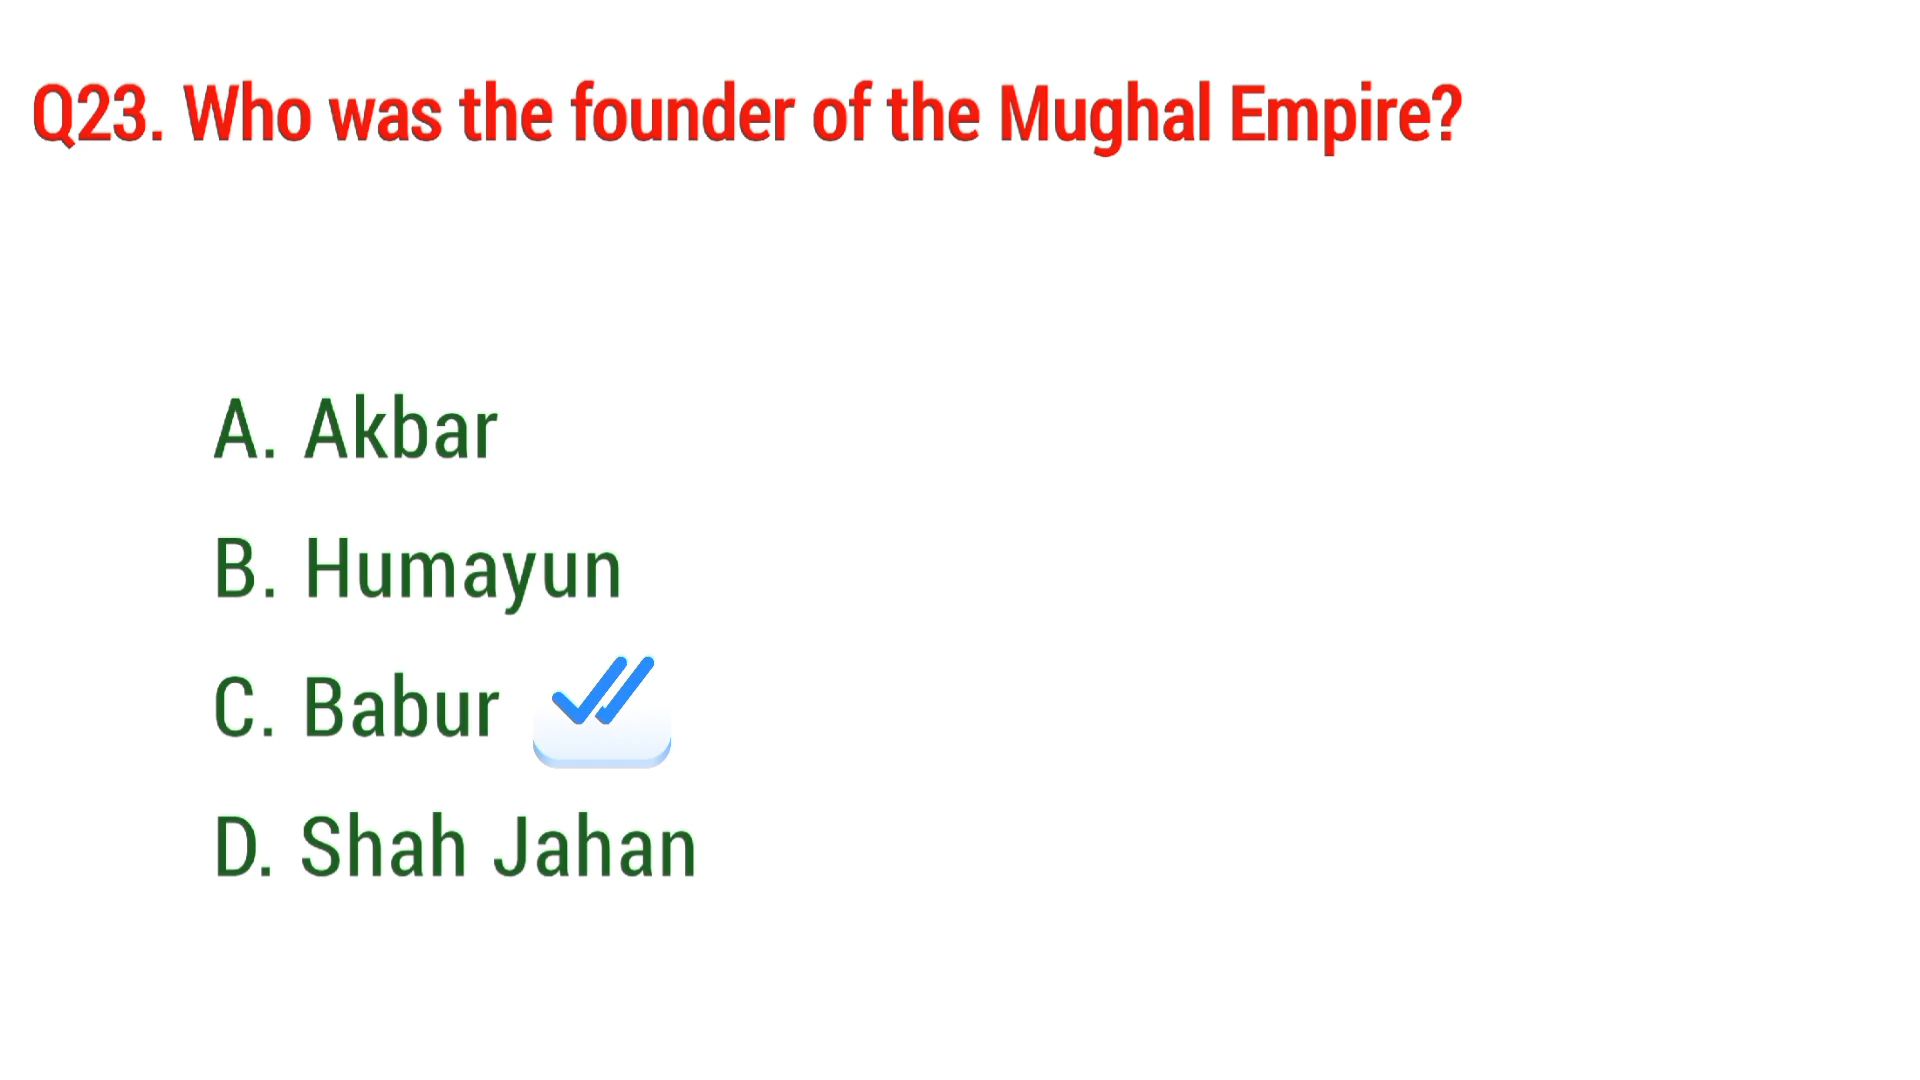 Q23. Who was the founder of the Mughal Empire?
A. Akbar
B. Humayun
C. Babur
D. Shah Jahan